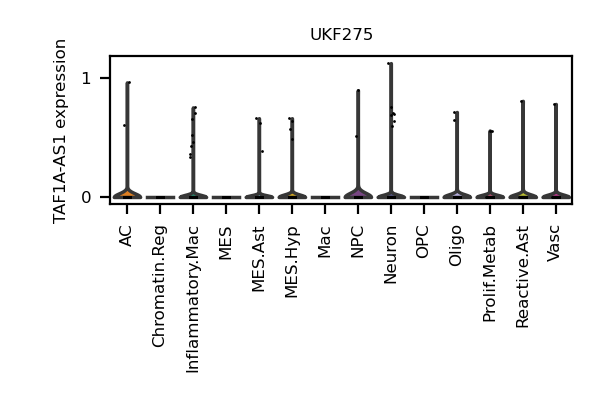 UKF275
TAF1A-AS1 expression
1
0
AC
Chromatin.Reg
Inflammatory.Mac
MES
MES.Ast
MES.Hyp
Mac
NPC
Neuron
OPC
Oligo
Prolif.Metab
Reactive.Ast
Vasc